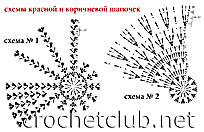 схемы красной и коричневой шапочек
схема № 1
схема № 2
crochetclub.net